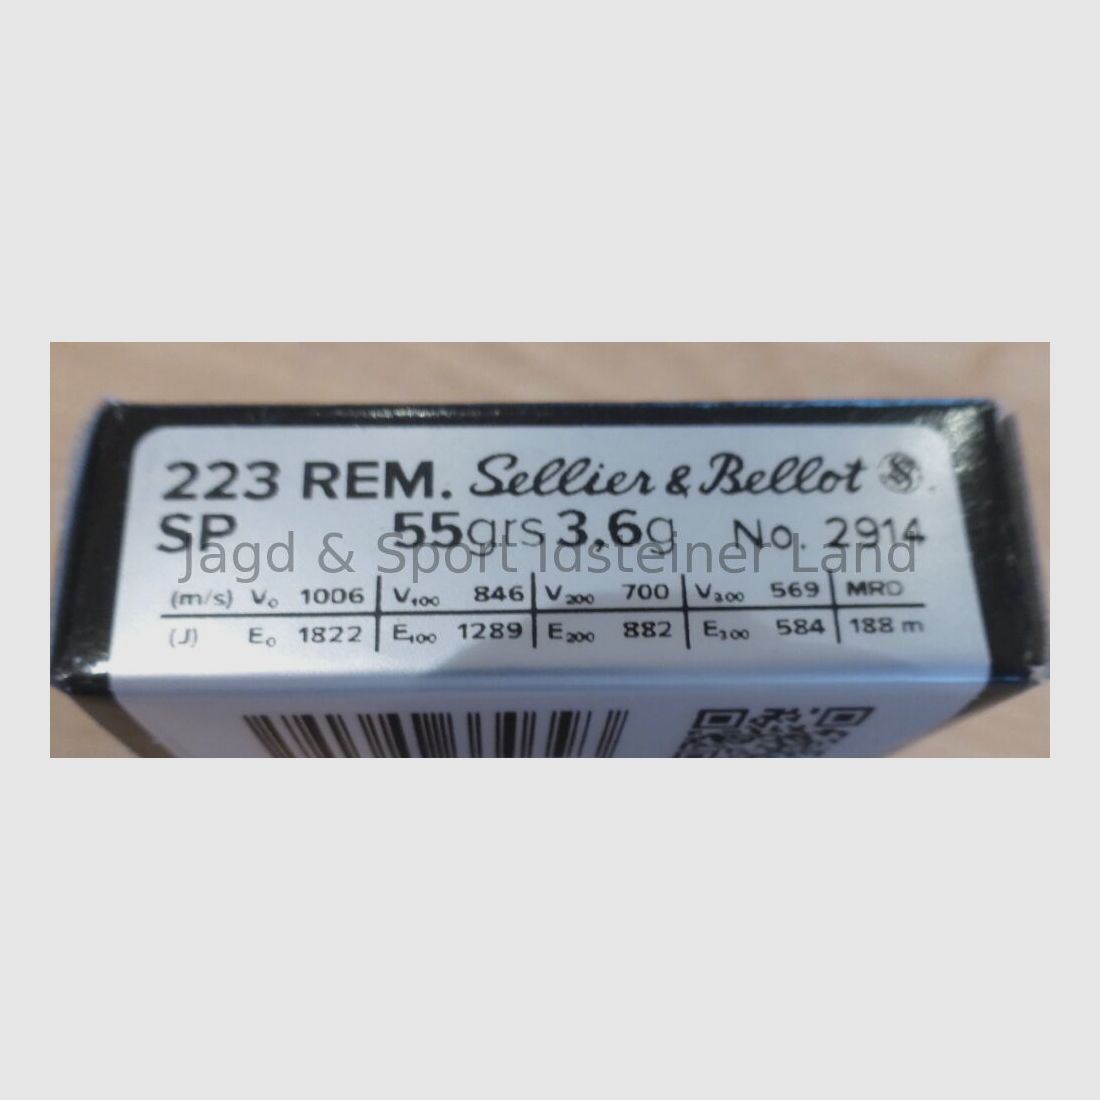 223 REM. Sellier & Bellot
SP 55grs 3,6g No. 2914
Jagd & Sport Idsteiner Land
(m/s) V₀ 1006 V₁₀₀ 846 V₂₀₀ 700 V₃₀₀ 569 MRD
(J) E₀ 1822 E₁₀₀ 1289 E₂₀₀ 882 E₃₀₀ 584 188 m